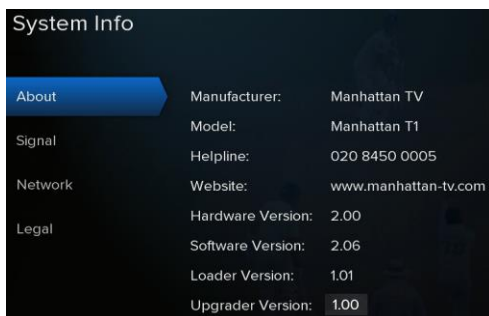 System Info
About
Manufacturer: Manhattan TV
Model: Manhattan T1
Signal
Helpline: 020 8450 0005
Network
Website: www.manhattan-tv.com
Hardware Version: 2.00
Legal
Software Version: 2.06
Loader Version: 1.01
Upgrader Version: 1.00